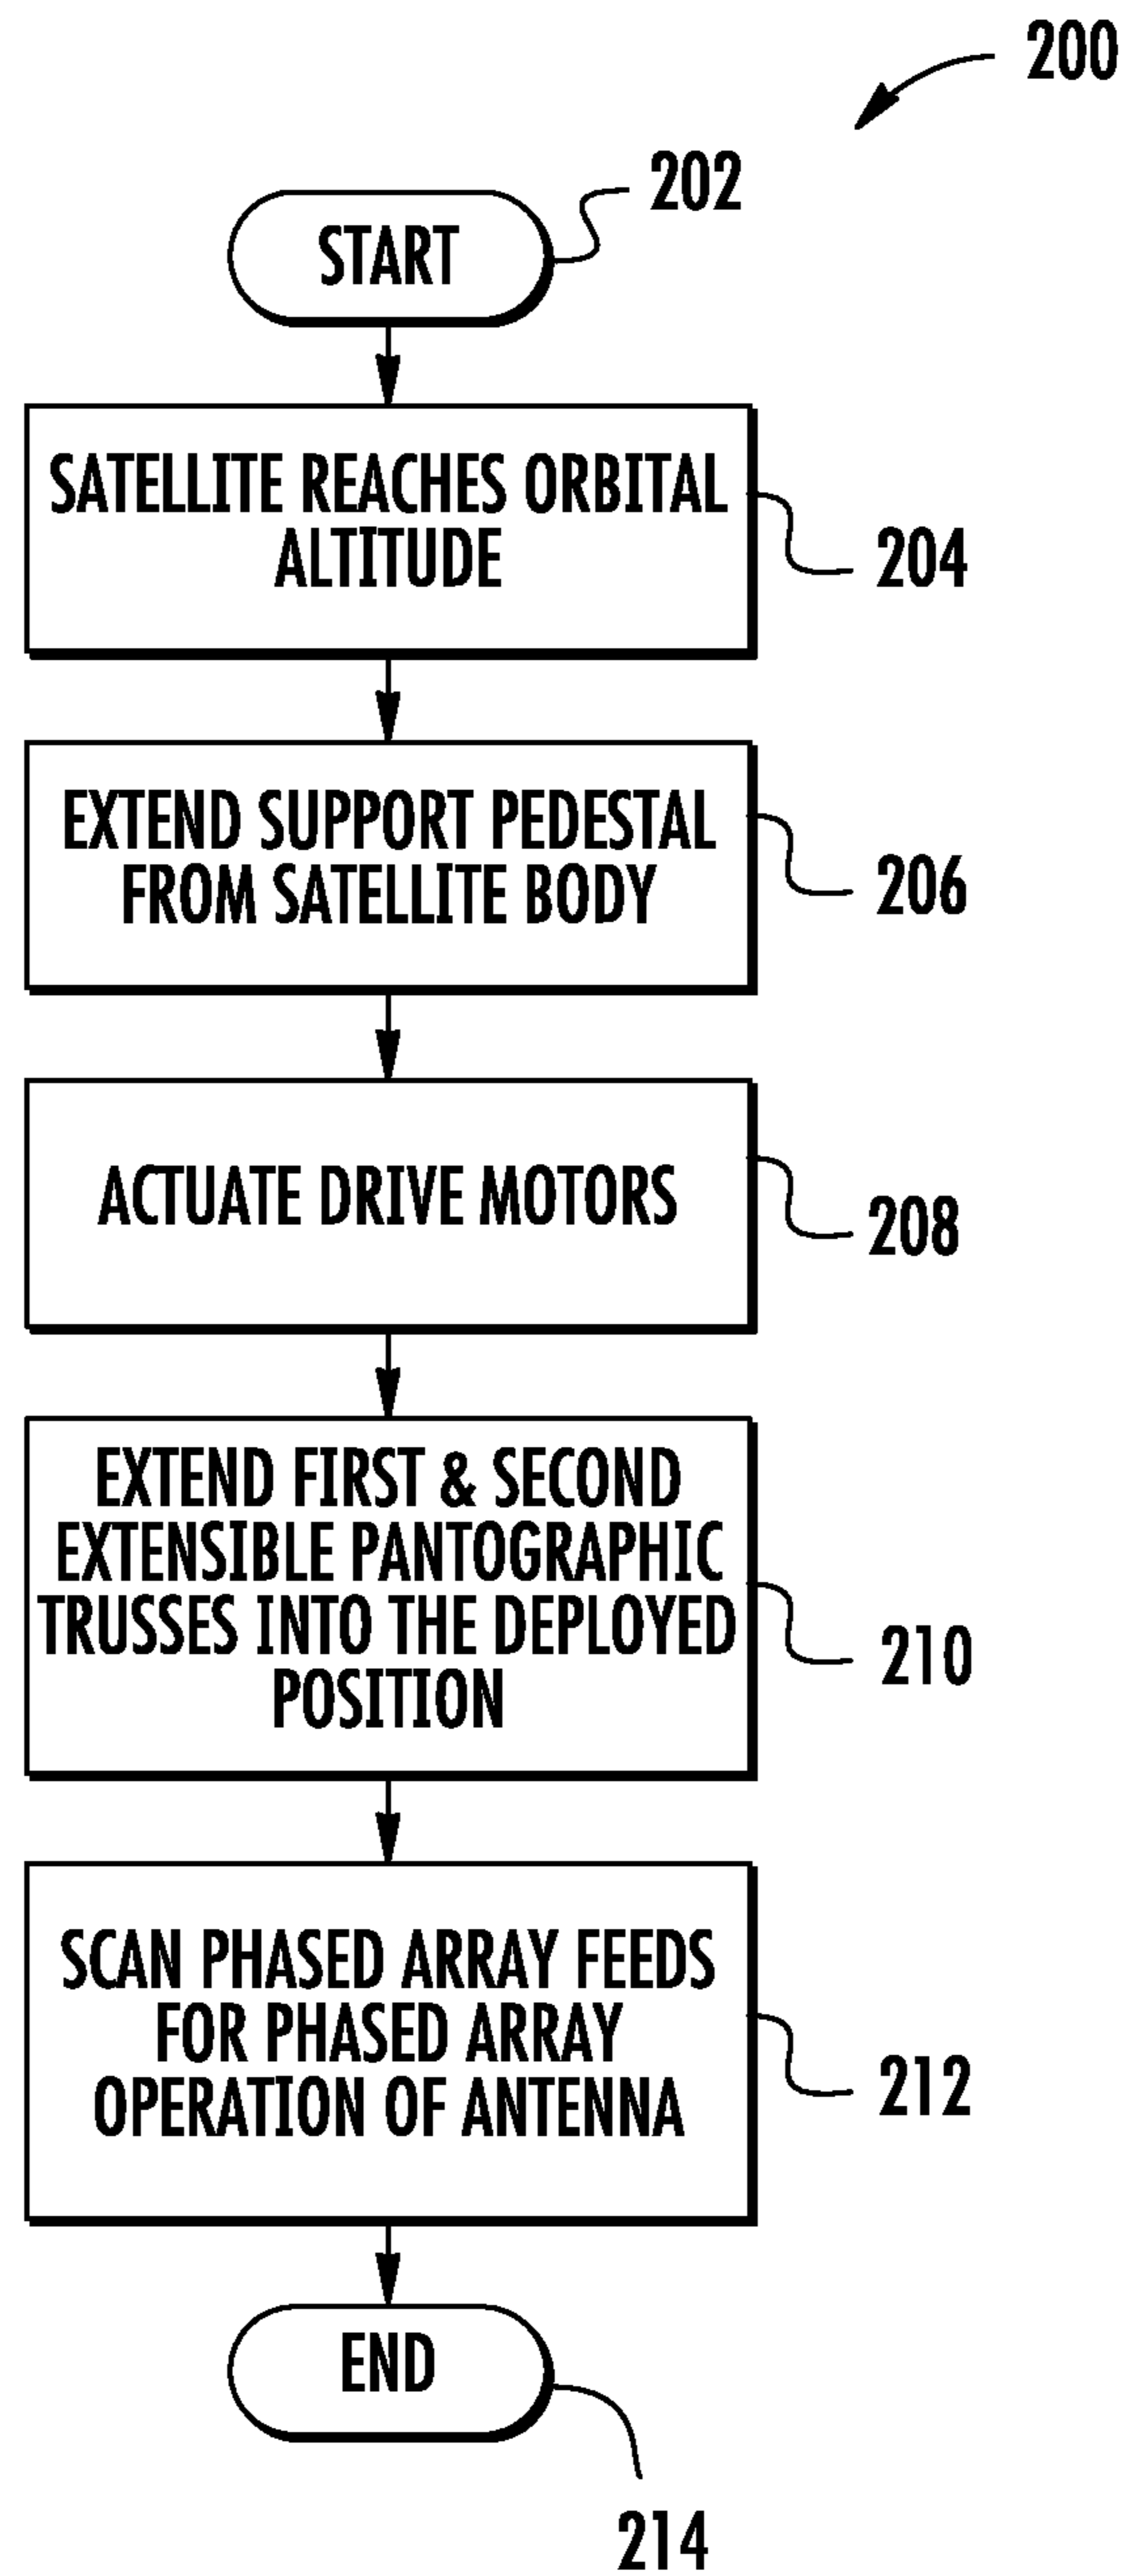 200
202
START
SATELLITE REACHES ORBITAL
ALTITUDE
204
EXTEND SUPPORT PEDESTAL
FROM SATELLITE BODY
206
ACTUATE DRIVE MOTORS
208
EXTEND FIRST & SECOND
EXTENSIBLE PANTOGRAPHIC
TRUSSES INTO THE DEPLOYED
POSITION
210
SCAN PHASED ARRAY FEEDS
FOR PHASED ARRAY
OPERATION OF ANTENNA
212
END
214